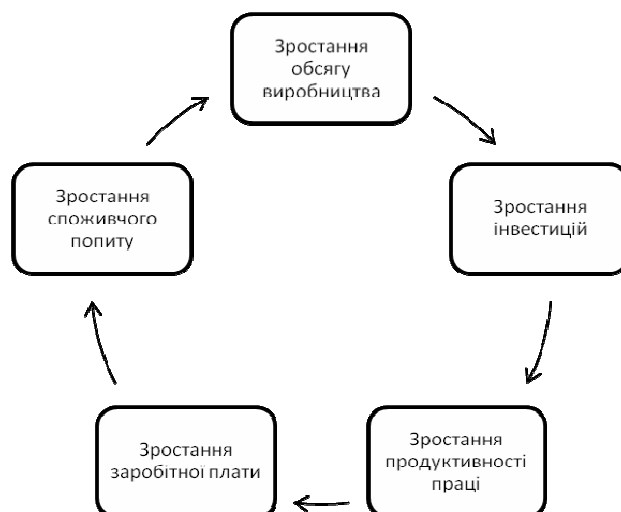 Зростання
обсягу
виробництва
Зростання
інвестицій
Зростання
продуктивності
праці
Зростання
заробітної плати
Зростання
споживчого
попиту